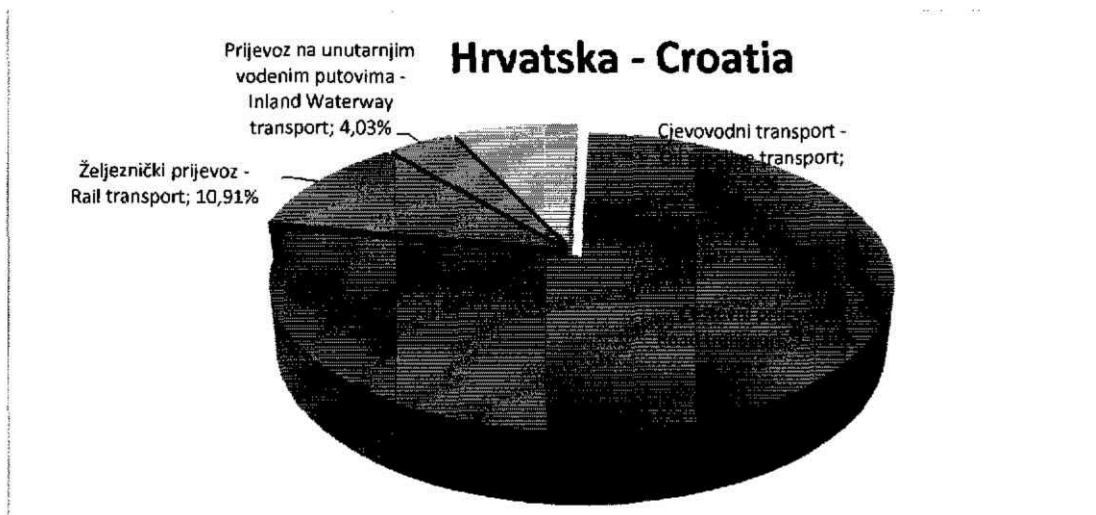 Hrvatska - Croatia
Prijevoz na unutarnjim
vodenim putovima -
Inland Waterway
transport; 4,03%
Željeznički prijevoz -
Rail transport; 10,91%
Cjevovodni transport -
transport;